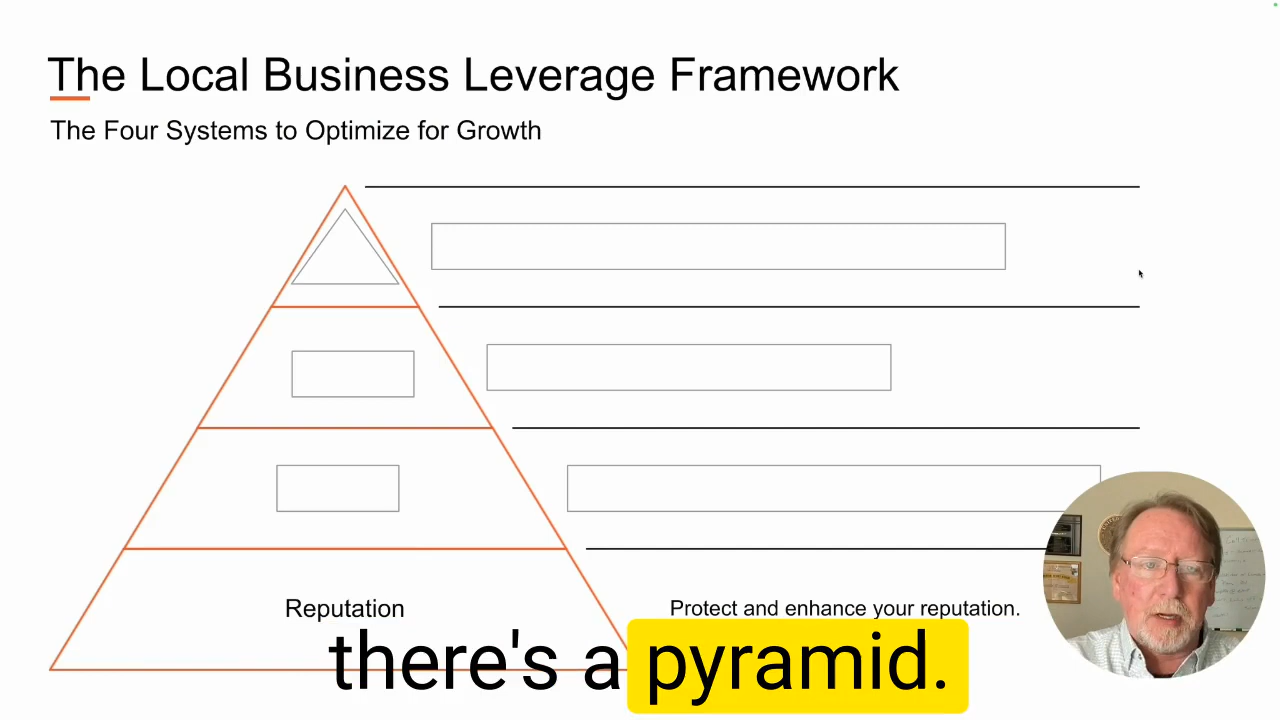 The Local Business Leverage Framework
The Four Systems to Optimize for Growth
Reputation
Protect and enhance your reputation.
there's a pyramid.